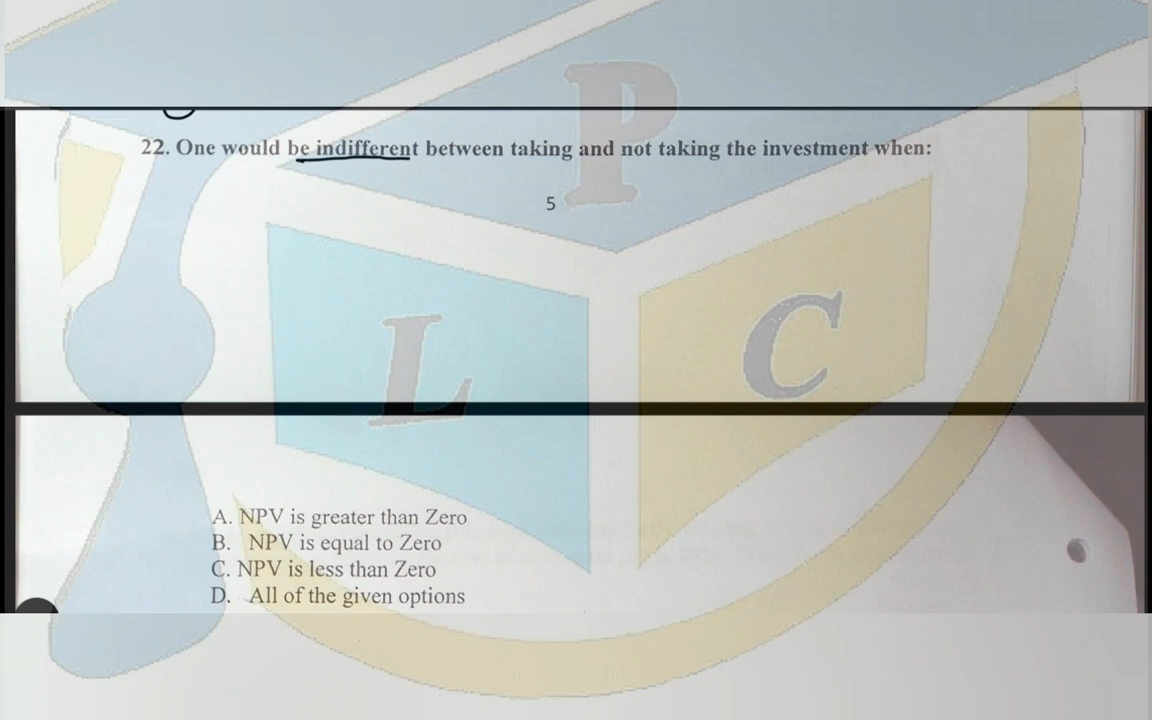 P
22. One would be indifferent between taking and not taking the investment when:
5
L C
A. NPV is greater than Zero
B. NPV is equal to Zero
C. NPV is less than Zero
D. All of the given options